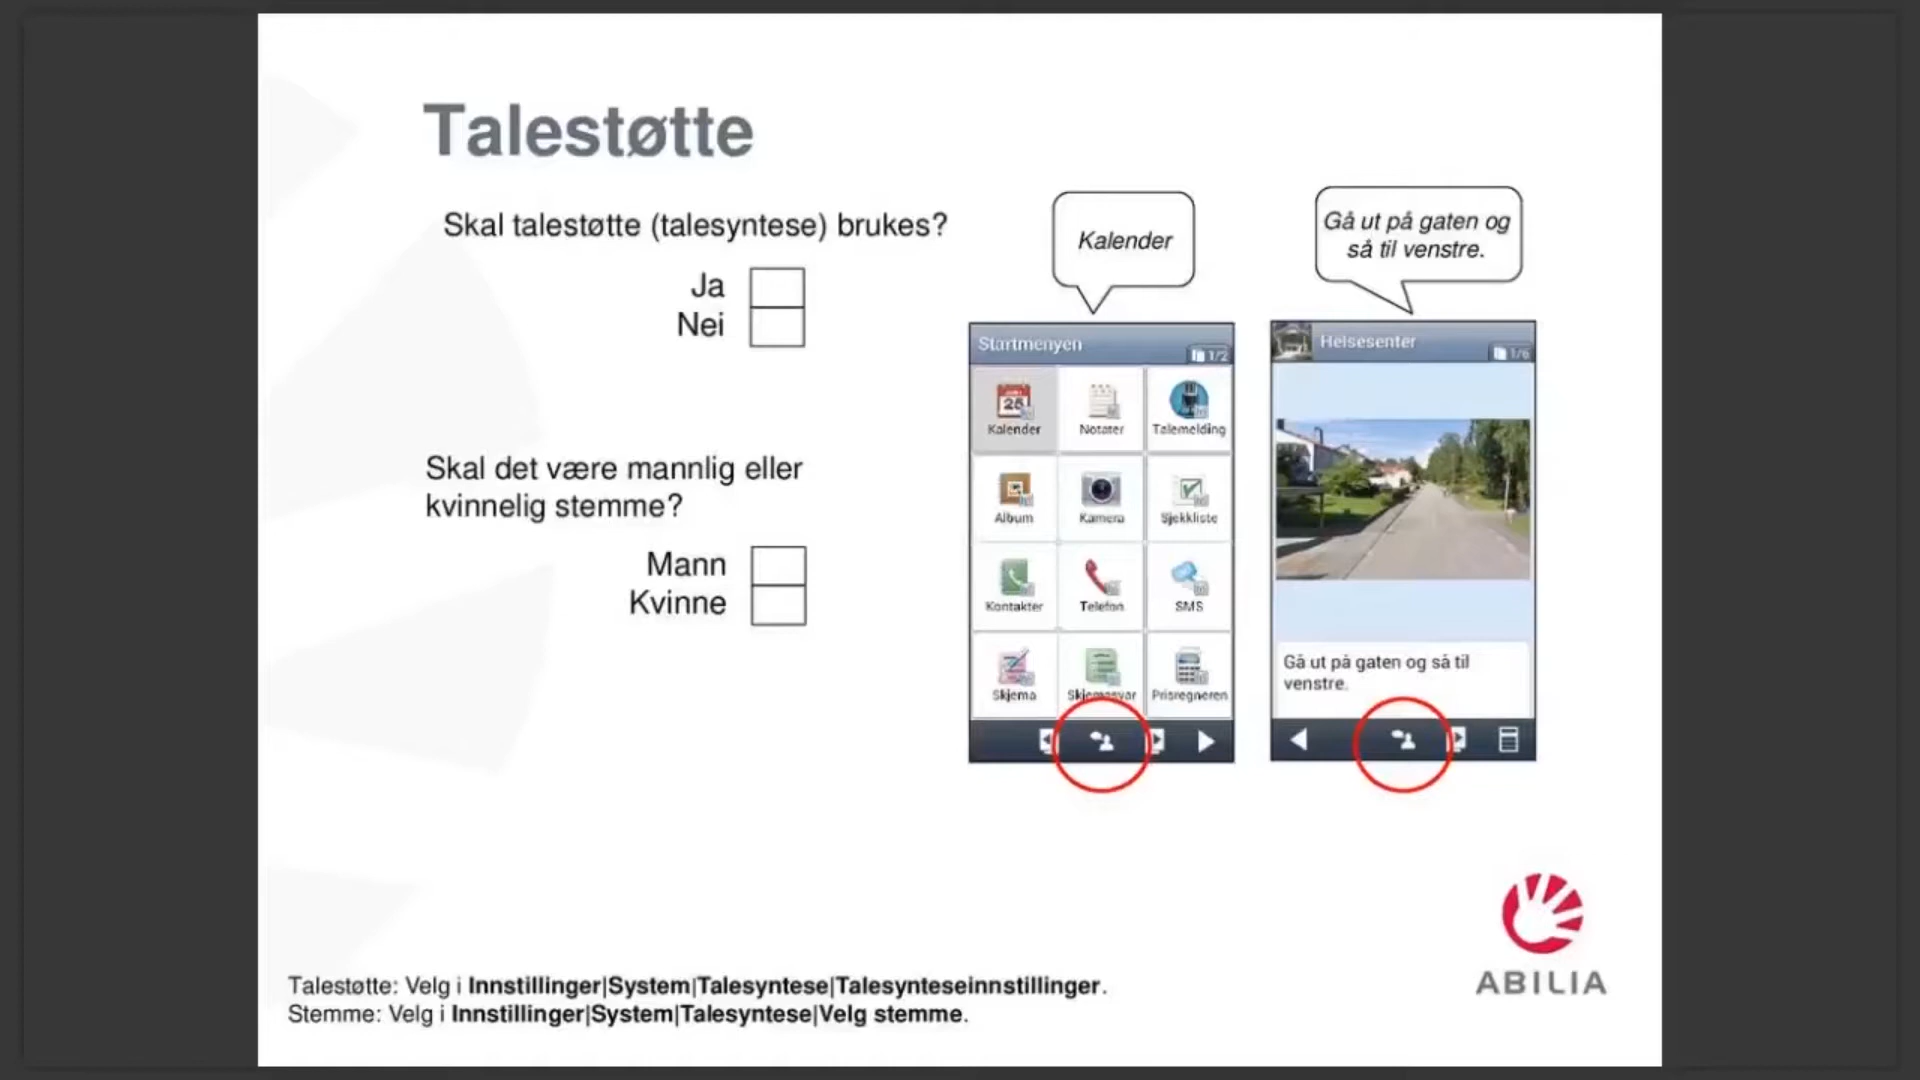 Talestøtte
Skal talestøtte (talesyntese) brukes?
Ja
Nei
Skal det være mannlig eller
kvinnelig stemme?
Mann
Kvinne
Kalender
Gå ut på gaten og
så til venstre.
Startmenyen
1/2
Kalender Notater Talemelding
Album Kamera Sjekkliste
Kontakter Telefon SMS
Skjema Skjemasvar Prisregneren
Helsesenter
1/6
Gå ut på gaten og så til
venstre.
ABILIA
Talestøtte: Velg i Innstillinger|System|Talesyntese|Talesynteseinnstillinger.
Stemme: Velg i Innstillinger|System|Talesyntese|Velg stemme.